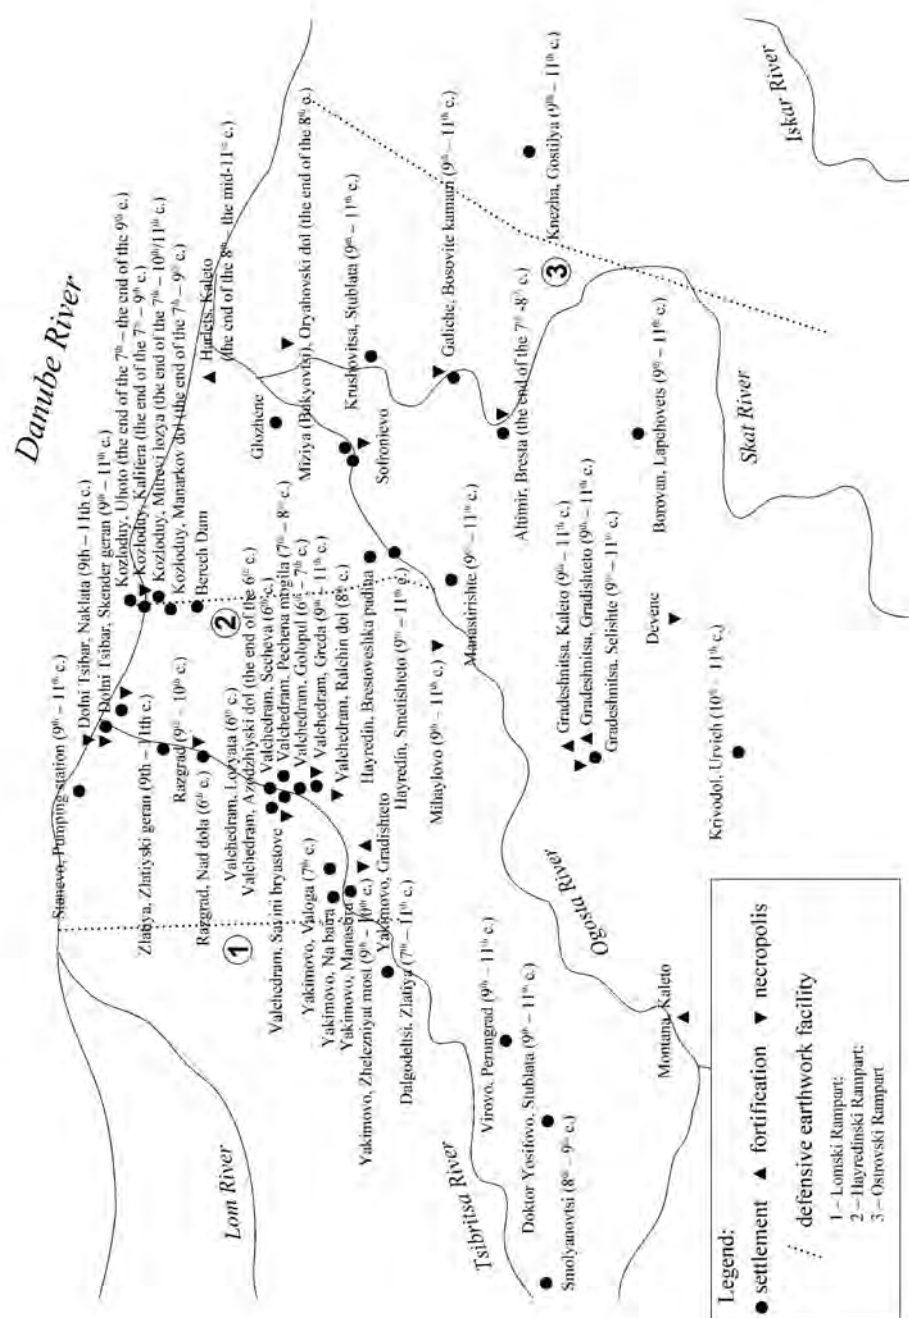 Danube River
Stanevo, Pumping station (9th – 11th c.)
Dolni Tsibar, Naklata (9th – 11th c.)
Dolni Tsibar, Skender geran (9th – 11th c.)
Kozloduy, Uhoto (the end of the 7th – the end of the 9th c.)
Kozloduy, Kalifera (the end of the 7th – 9th c.)
Kozloduy, Mitrovi lozya (the end of the 7th – 10th/11th c.)
Kozloduy, Manarkov dol (the end of the 7th – 9th c.)
Berech Dam
Harlets, Kaleto
(the end of the 8th – the mid-11th c.)
Zlatiya, Zlatiyski geran (9th – 11th c.)
Razgrad (9th – 10th c.)
Razgrad, Nad dola (6th c.)
2
Glozhene
Miziya (Bukyovtsi), Oryahovski dol (the end of the 8th c.)
Krushovitsa, Stublata (9th – 11th c.)
Sofronievo
Galiche, Bosovite kamani (9th – 11th c.)
Knezha, Gostilya (9th – 11th c.)
3
Iskar River
Valchedram, Lozyata (6th c.)
Valchedram, Azodzhiyski dol (the end of the 6th c.)
Valchedram, Secheva (6th c.)
Valchedram, Pechena mogila (7th – 8th c.)
Valchedram, Golopul (6th – 7th c.)
Valchedram, Greda (9th – 11th c.)
Valchedram, Ralchin dol (8th c.)
Hayredin, Brestoveshka padina
Hayredin, Smetishteto (9th – 11th c.)
Mihaylovo (9th – 11th c.)
Manastirishte (9th – 11th c.)
Altimir, Bresta (the end of the 7th -8th c.)
1
Valchedram, Savini bryastove
Yakimovo, Valoga (7th c.)
Yakimovo, Na baira
Yakimovo, Manashia
Yakimovo, Zhelezniyat most (9th – 10th c.)
Yakimovo, Gradishteto
Dalgodeltsi, Zlatiya (7th – 11th c.)
Gradeshnitsa, Kaleto (9th – 11th c.)
Gradeshnitsa, Gradishteto (9th – 11th c.)
Gradeshnitsa, Selishte (9th – 11th c.)
Borovan, Lapchovets (9th – 11th c.)
Devene
Skat River
Krivodol, Urvich (10th – 11th c.)
Lom River
Tsibritsa River
Ogosta River
Virovo, Perungrad (9th – 11th c.)
Doktor Yosifovo, Stublata (9th – 11th c.)
Smolyanovtsi (8th – 9th c.)
Montana, Kaleto
Legend:
settlement fortification necropolis
defensive earthwork facility
1 – Lomski Rampart;
2 – Hayredinski Rampart;
3 – Ostrovski Rampart